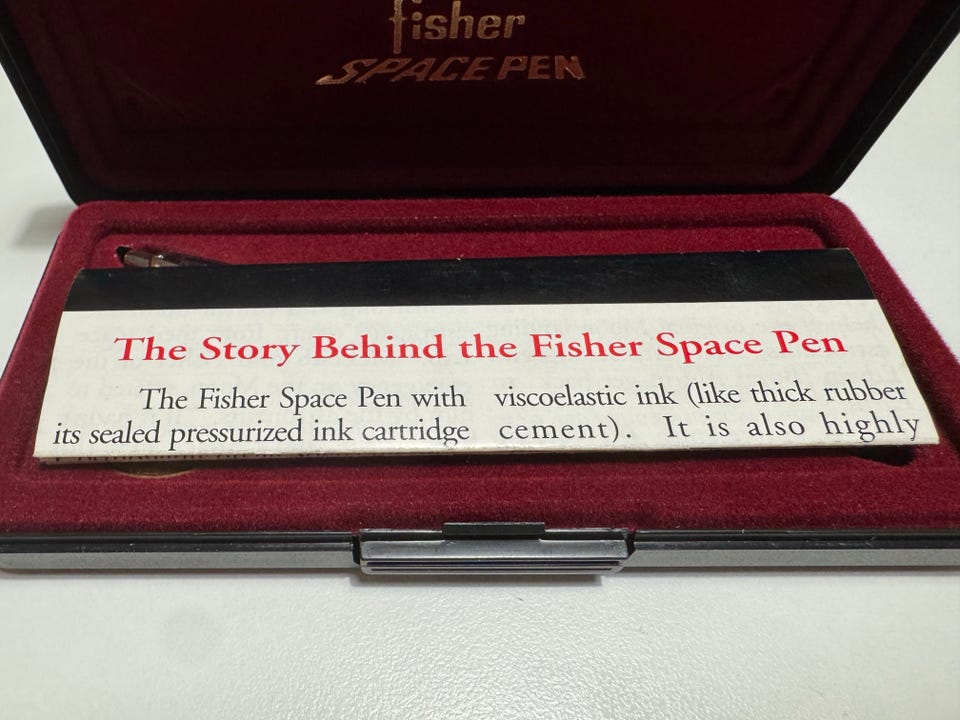 fisher
SPACE PEN
The Story Behind the Fisher Space Pen
The Fisher Space Pen with
its sealed pressurized ink cartridge
viscoelastic ink (like thick rubber
cement). It is also highly